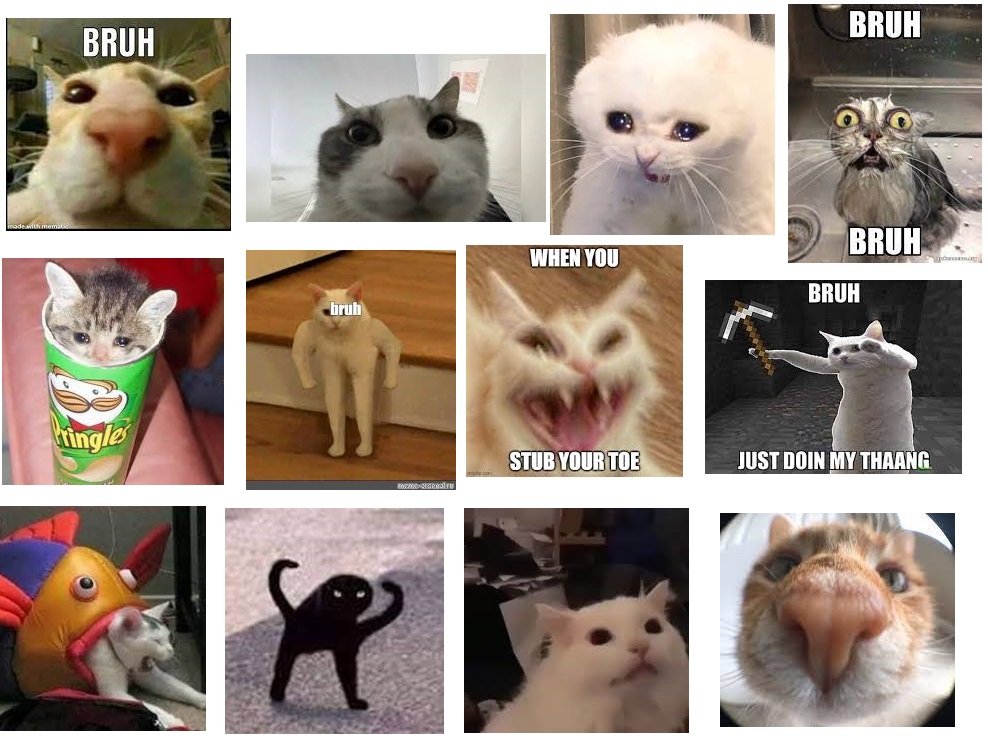 BRUH
made with mematic
BRUH
BRUH
Pringles
bruh
WHEN YOU
STUB YOUR TOE
BRUH
JUST DOIN MY THAANG